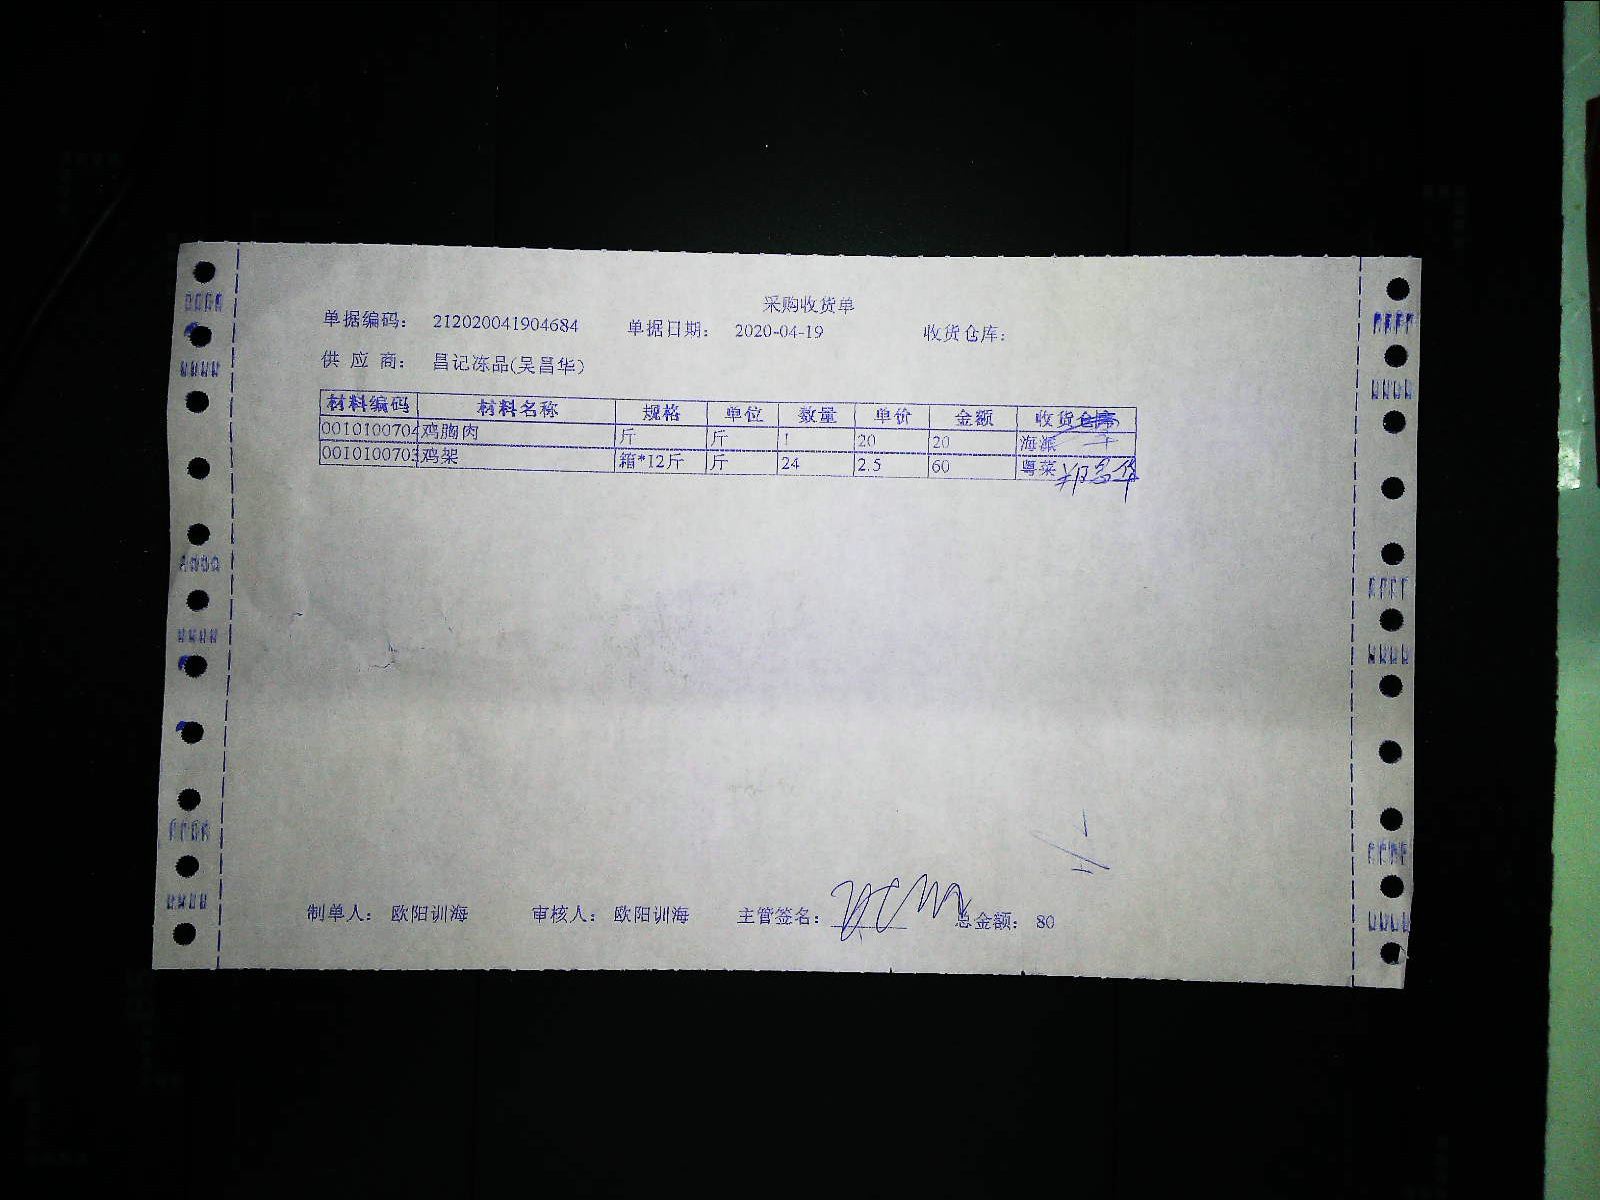 采购收货单
单据编码： 212020041904684 单据日期： 2020-04-19 收货仓库：
供 应 商： 昌记冻品(吴昌华)
材料编码 材料名称 规格 单位 数量 单价 金额 收货仓库
0010100704 鸡胸肉 斤 斤 1 20 20 海派
0010100703 鸡架 箱*12斤 斤 24 2.5 60 粤菜
制单人： 欧阳训海 审核人： 欧阳训海 主管签名： 总金额： 80